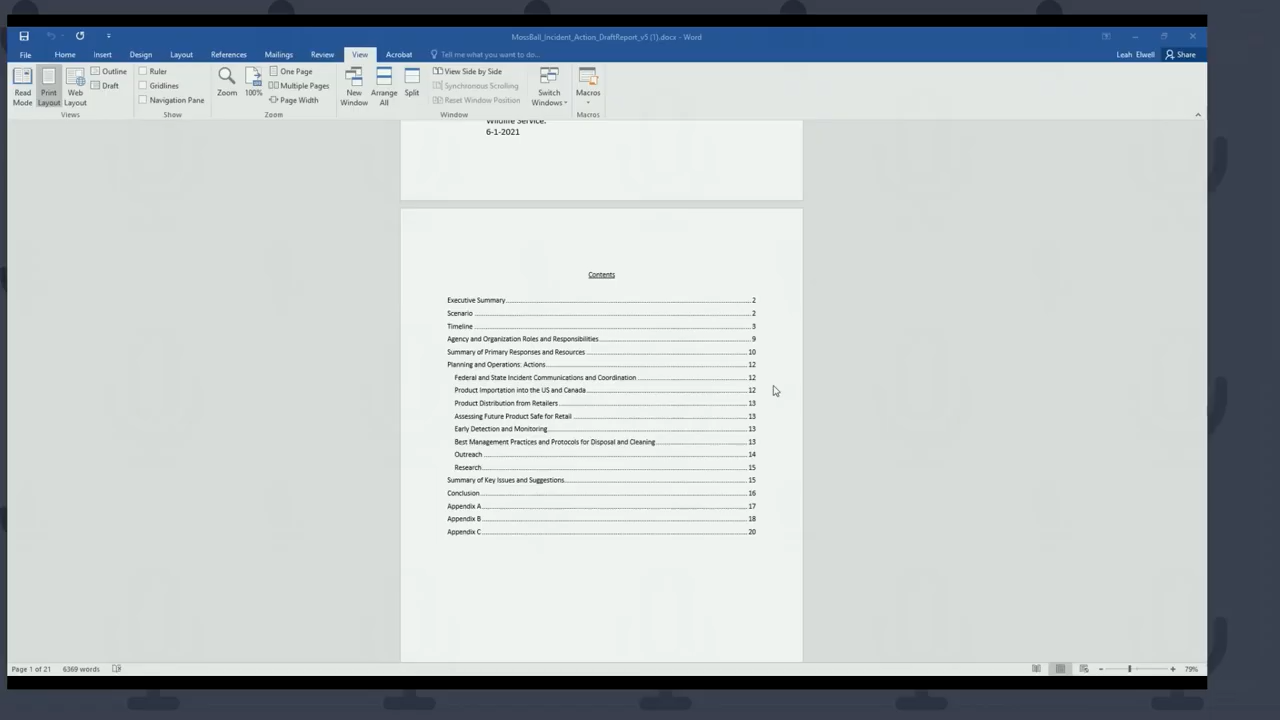 MossBall_Incident_Action_DraftReport_v5 (1).docx - Word
File Home Insert Design Layout References Mailings Review View Acrobat Tell me what you want to do... Leah Elwell Share
Read Mode
Print Layout
Web Layout
Outline
Draft
Views
Ruler
Gridlines
Navigation Pane
Show
Zoom
100%
One Page
Multiple Pages
Page Width
Zoom
New Window
Arrange All
Split
View Side by Side
Synchronous Scrolling
Reset Window Position
Window
Switch Windows
Macros
Macros
Wildlife Service.
6-1-2021
Contents
Executive Summary 2
Scenario 2
Timeline 3
Agency and Organization Roles and Responsibilities 9
Summary of Primary Responses and Resources 10
Planning and Operations: Actions 12
Federal and State Incident Communications and Coordination 12
Product Importation into the US and Canada 12
Product Distribution from Retailers 13
Assessing Future Product Safe for Retail 13
Early Detection and Monitoring 13
Best Management Practices and Protocols for Disposal and Cleaning 13
Outreach 14
Research 15
Summary of Key Issues and Suggestions 15
Conclusion 16
Appendix A 17
Appendix B 18
Appendix C 20
Page 1 of 21 6369 words 79%